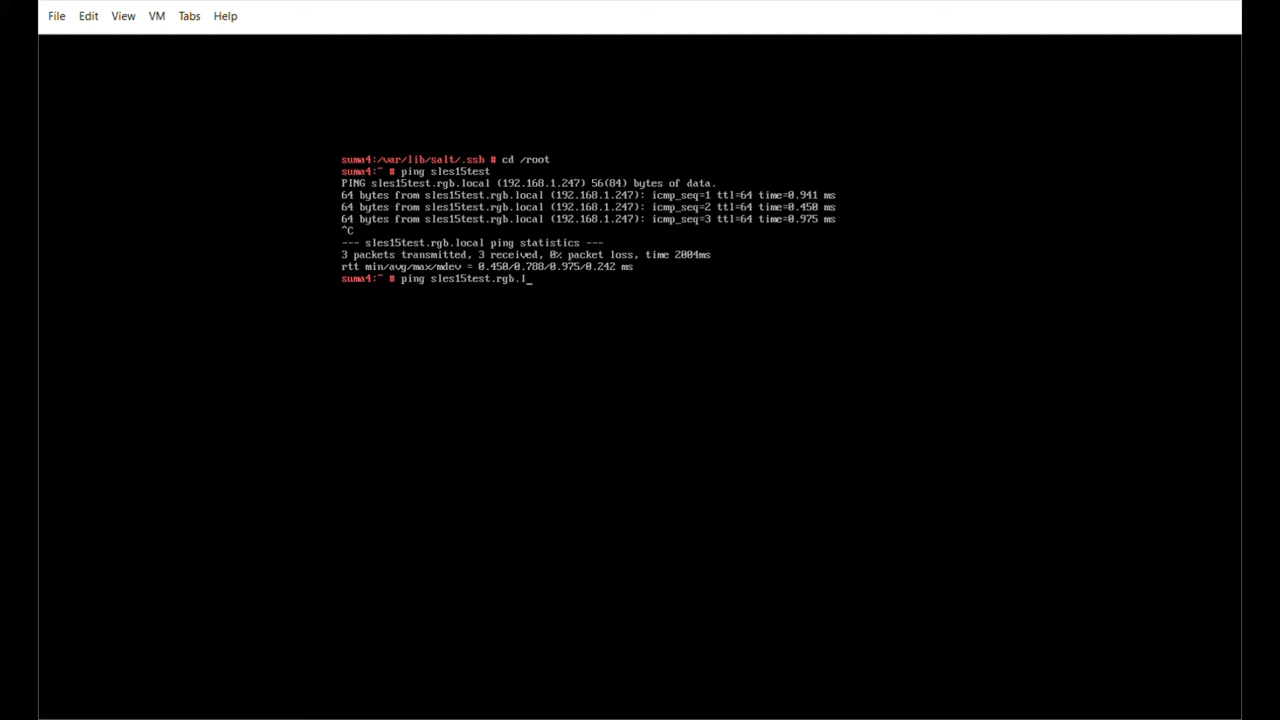 File Edit View VM Tabs Help
suma4:/var/lib/salt/.ssh # cd /root
suma4:~ # ping sles15test
PING sles15test.rgb.local (192.168.1.247) 56(84) bytes of data.
64 bytes from sles15test.rgb.local (192.168.1.247): icmp_seq=1 ttl=64 time=0.941 ms
64 bytes from sles15test.rgb.local (192.168.1.247): icmp_seq=2 ttl=64 time=0.450 ms
64 bytes from sles15test.rgb.local (192.168.1.247): icmp_seq=3 ttl=64 time=0.975 ms
^C
--- sles15test.rgb.local ping statistics ---
3 packets transmitted, 3 received, 0% packet loss, time 2004ms
rtt min/avg/max/mdev = 0.450/0.788/0.975/0.242 ms
suma4:~ # ping sles15test.rgb.l_